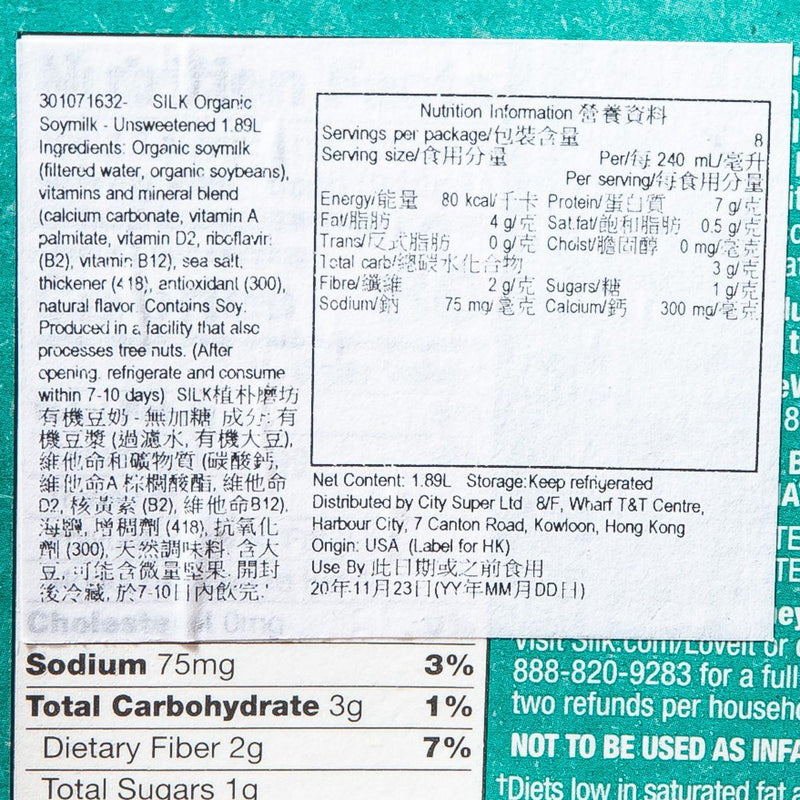 301071632- SILK Organic
Soymilk - Unsweetened 1.89L
Ingredients: Organic soymilk
(filtered water, organic soybeans),
vitamins and mineral blend
(calcium carbonate, vitamin A
palmitate, vitamin D2, riboflavin
(B2), vitamin B12), sea salt,
thickener (418), antioxidant (300),
natural flavor. Contains Soy.
Produced in a facility that also
processes tree nuts. (After
opening, refrigerate and consume
within 7-10 days) SILK植朴磨坊
有機豆奶 - 無加糖 成分: 有
機豆漿 (過濾水, 有機大豆),
維他命和礦物質 (碳酸鈣,
維他命A 棕櫚酸酯, 維他命
D2, 核黃素 (B2), 維他命B12),
海鹽, 增稠劑 (418), 抗氧化
劑 (300), 天然調味料. 含大
豆, 可能含微量堅果. 開封
後冷藏, 於7-10日內飲完.
Nutrition Information 營養資料
Servings per package/包裝含量 8
Serving size/食用分量 Per/每 240 mL/毫升
Per serving/每食用分量
Energy/能量 80 kcal/千卡 Protein/蛋白質 7 g/克
Fat/脂肪 4 g/克 Sat.fat/飽和脂肪 0.5 g/克
Trans/反式脂肪 0 g/克 Cholst/膽固醇 0 mg/毫克
Total carb/總碳水化合物 3 g/克
Fibre/纖維 2 g/克 Sugars/糖 1 g/克
Sodium/鈉 75 mg/毫克 Calcium/鈣 300 mg/毫克
Net Content: 1.89L Storage:Keep refrigerated
Distributed by City Super Ltd 8/F, Wharf T&T Centre,
Harbour City, 7 Canton Road, Kowloon, Hong Kong
Origin: USA (Label for HK)
Use By 此日期或之前食用
20年11月23日(YY年MM月DD日)
0mg
Sodium 75mg 3%
Total Carbohydrate 3g 1%
Dietary Fiber 2g 7%
Total Sugars 1g
visit Silk.com/LoveIt or
888-820-9283 for a full
two refunds per househ
NOT TO BE USED AS INFA
†Diets low in saturated fat a